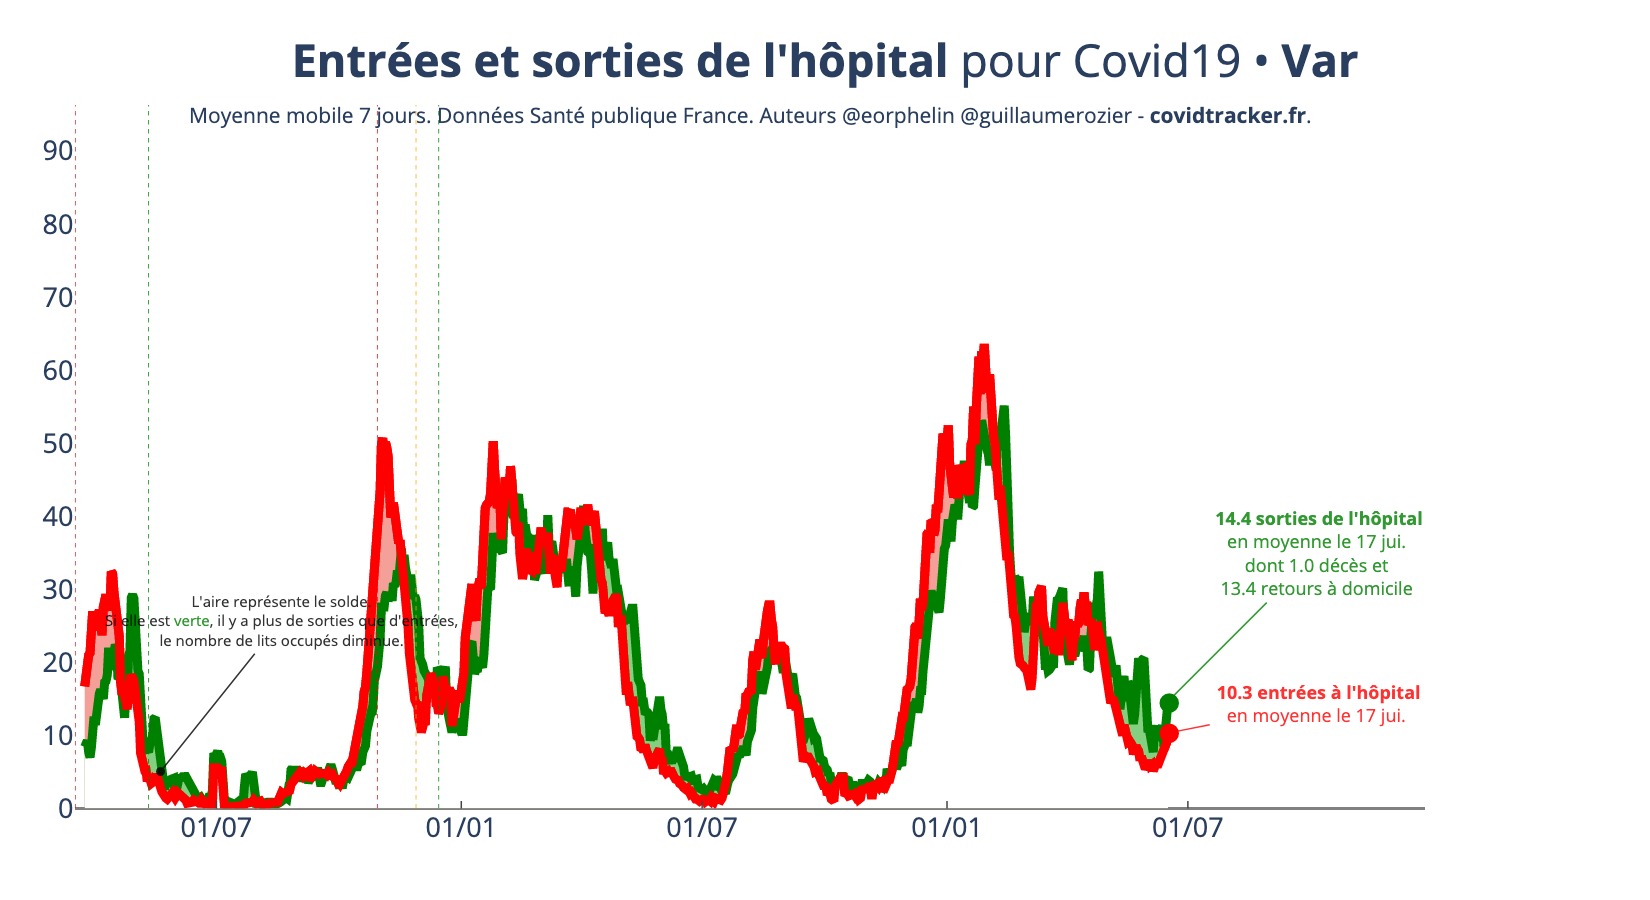 Entrées et sorties de l'hôpital pour Covid19 • Var
Moyenne mobile 7 jours. Données Santé publique France. Auteurs @eorphelin @guillaumerozier - covidtracker.fr.
90
80
70
60
50
40
30
20
10
0
L'aire représente le solde.
Si elle est verte, il y a plus de sorties que d'entrées,
le nombre de lits occupés diminue.
14.4 sorties de l'hôpital
en moyenne le 17 jui.
dont 1.0 décès et
13.4 retours à domicile
10.3 entrées à l'hôpital
en moyenne le 17 jui.
01/07
01/01
01/07
01/01
01/07